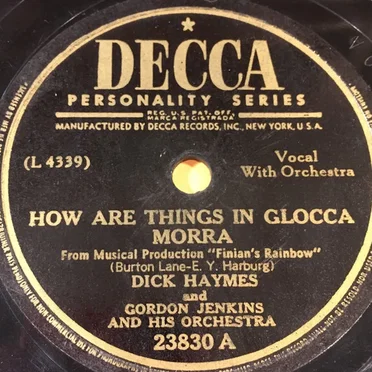 DECCA
PERSONALITY SERIES
REG. U.S. PAT. OFF.
MARCA REGISTRADA
MANUFACTURED BY DECCA RECORDS, INC., NEW YORK, U.S.A.
(L 4339)
Vocal
With Orchestra
HOW ARE THINGS IN GLOCCA
MORRA
From Musical Production "Finian's Rainbow"
(Burton Lane-E. Y. Harburg)
DICK HAYMES
and
GORDON JENKINS
AND HIS ORCHESTRA
23830 A